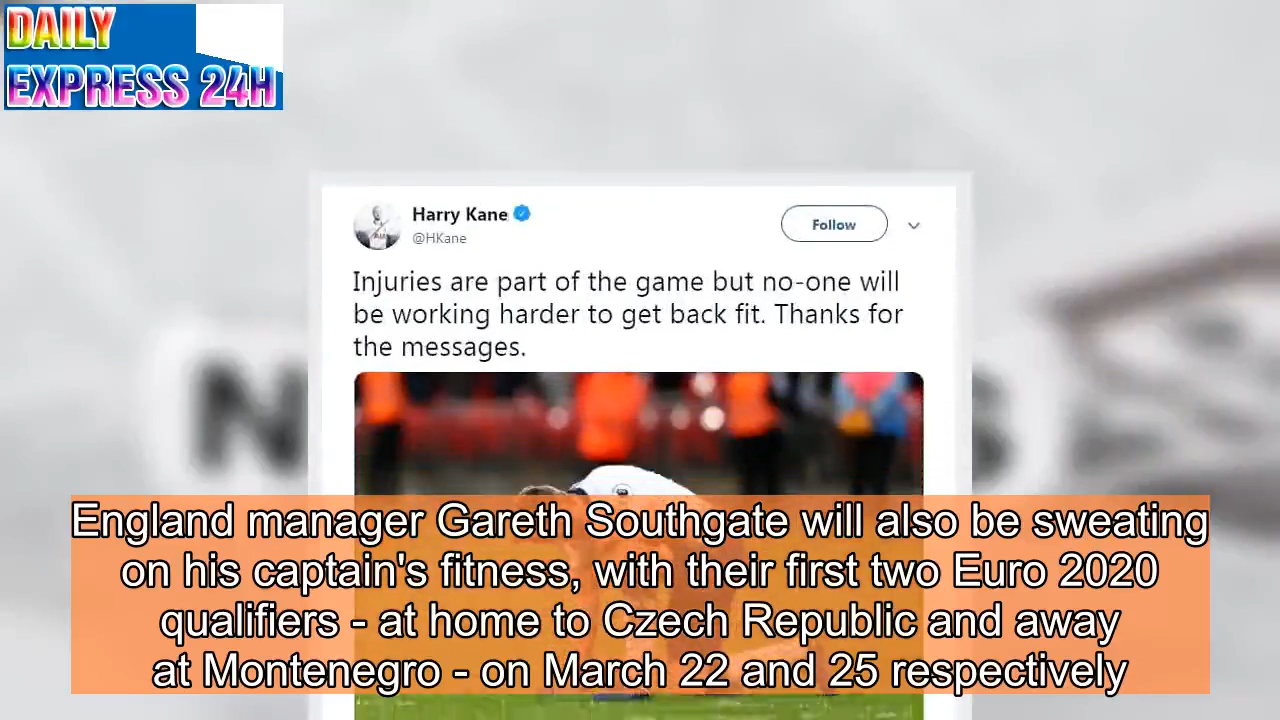 DAILY
EXPRESS 24H
Harry Kane
@HKane
Follow
Injuries are part of the game but no-one will
be working harder to get back fit. Thanks for
the messages.
England manager Gareth Southgate will also be sweating
on his captain's fitness, with their first two Euro 2020
qualifiers - at home to Czech Republic and away
at Montenegro - on March 22 and 25 respectively